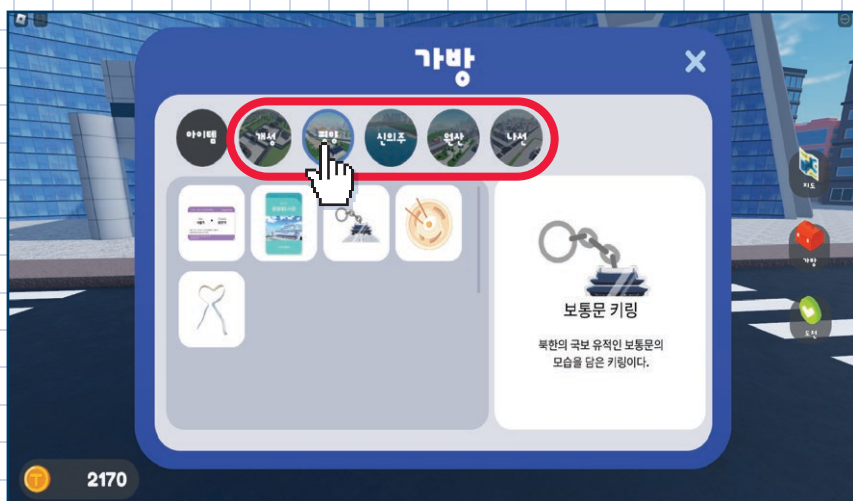 가방
아이템
개성
평양
신의주
원산
나선
지도
가방
도전
보통문 키링
북한의 국보 유적인 보통문의
모습을 담은 키링이다.
2170